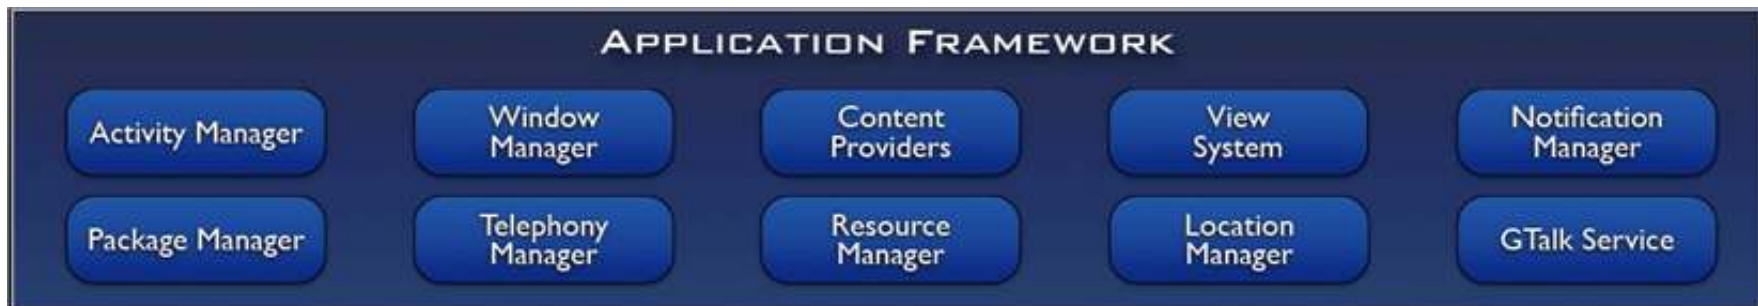 APPLICATION FRAMEWORK
Activity Manager
Window
Manager
Content
Providers
View
System
Notification
Manager
Package Manager
Telephony
Manager
Resource
Manager
Location
Manager
GTalk Service